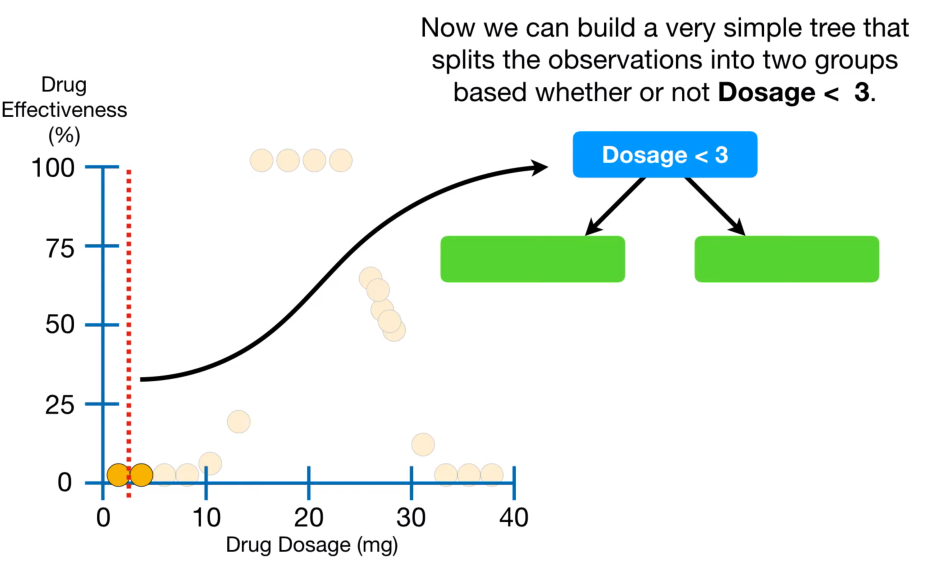 Now we can build a very simple tree that
splits the observations into two groups
based whether or not Dosage < 3.
Drug
Effectiveness
(%)
100
75
50
25
0
0 10 20 30 40
Drug Dosage (mg)
Dosage < 3